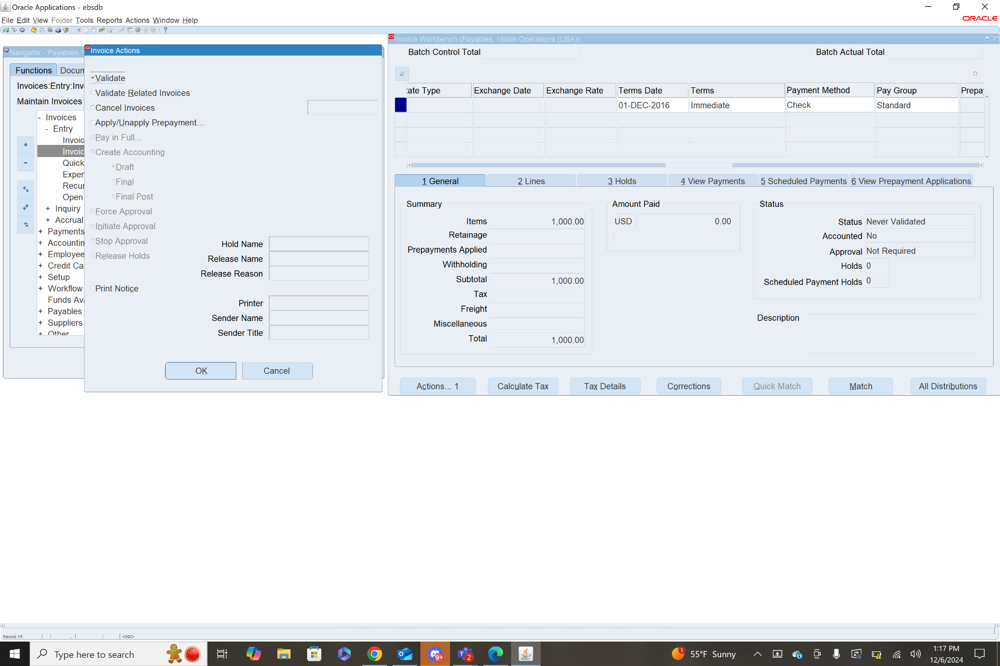 Oracle Applications - ebsdb
File Edit View Folder Tools Reports Actions Window Help
ORACLE
Navigator - Payables,
Functions
Docum
Invoices:Entry:Inv
Maintain Invoices
- Invoices
- Entry
Invoic
Invoic
Quick
Exper
Recur
Open
+ Inquiry
+ Accrual
+ Payments
+ Accountin
+ Employee
+ Credit Ca
+ Setup
+ Workflow
Funds Ava
+ Payables
+ Suppliers
+ Other
Invoice Actions
Validate
Validate Related Invoices
Cancel Invoices
Apply/Unapply Prepayment...
Pay in Full...
Create Accounting
Draft
Final
Final Post
Force Approval
Initiate Approval
Stop Approval
Release Holds
Hold Name
Release Name
Release Reason
Print Notice
Printer
Sender Name
Sender Title
OK
Cancel
Invoice Workbench (Payables, Vision Operations (USA))
Batch Control Total
Batch Actual Total
Rate Type Exchange Date Exchange Rate Terms Date Terms Payment Method Pay Group Prepa
01-DEC-2016 Immediate Check Standard
1 General 2 Lines 3 Holds 4 View Payments 5 Scheduled Payments 6 View Prepayment Applications
Summary
Items 1,000.00
Retainage
Prepayments Applied
Withholding
Subtotal 1,000.00
Tax
Freight
Miscellaneous
Total 1,000.00
Amount Paid
USD 0.00
Status
Status Never Validated
Accounted No
Approval Not Required
Holds 0
Scheduled Payment Holds 0
Description
Actions... 1 Calculate Tax Tax Details Corrections Quick Match Match All Distributions
Record: 1/1 ... <OSC>
Type here to search
9+
2
1
55°F Sunny
1:17 PM
12/6/2024